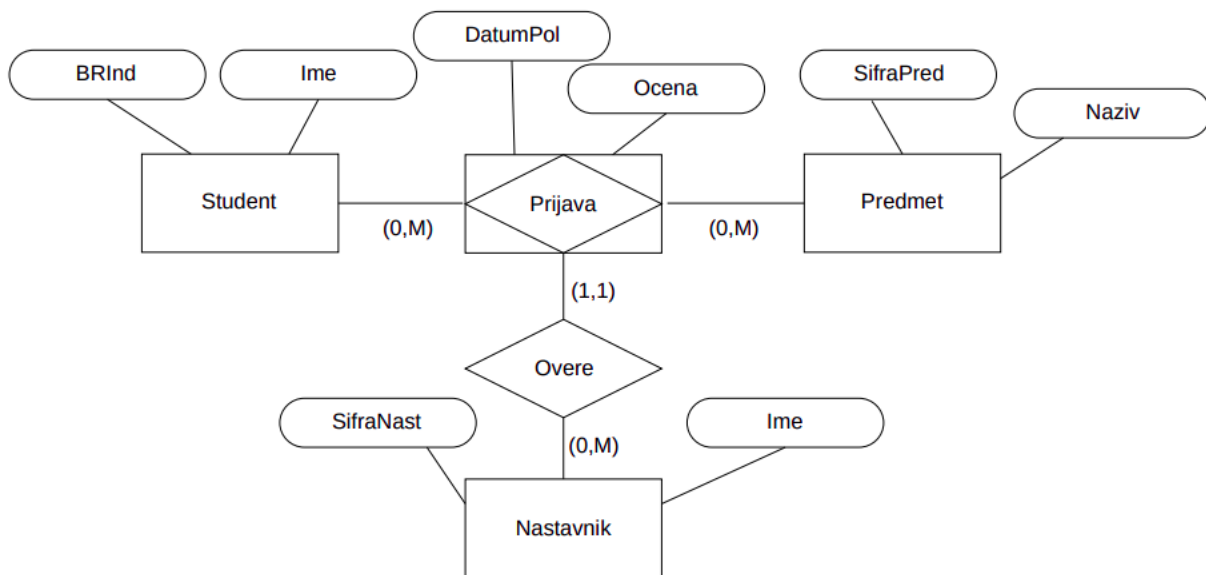 DatumPol
BRInd
Ime
SifraPred
Ocena
Naziv
Student
Prijava
Predmet
(0,M)
(0,M)
(1,1)
Overe
SifraNast
Ime
(0,M)
Nastavnik